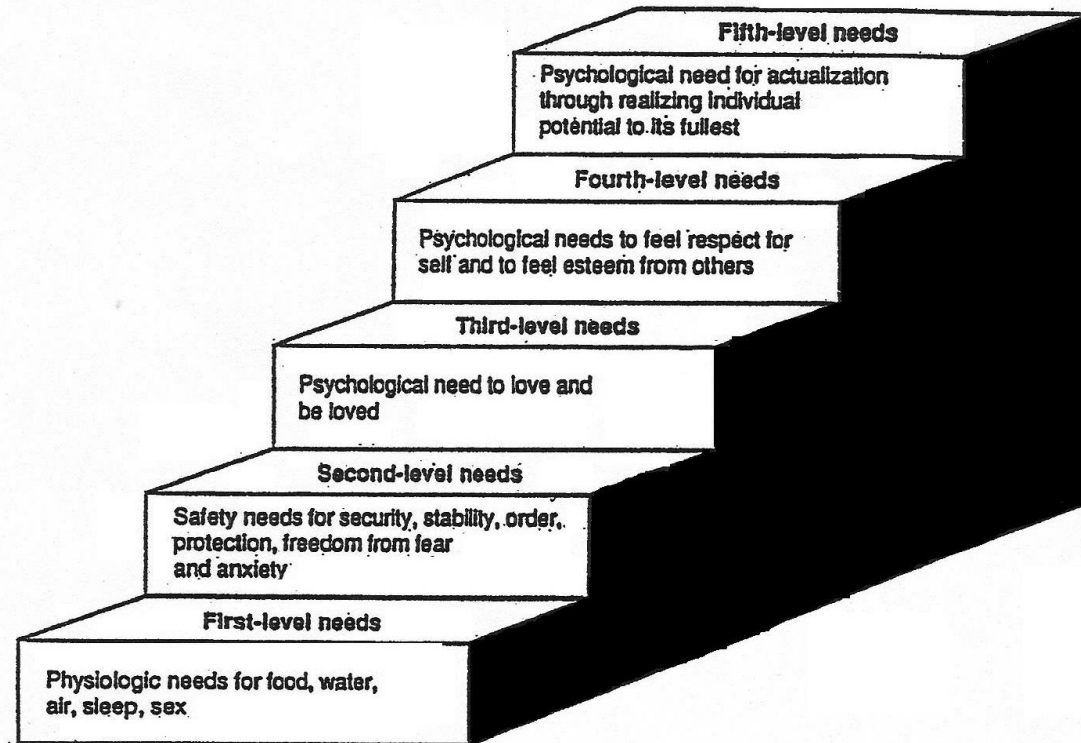 Fifth-level needs
Psychological need for actualization
through realizing individual
potential to its fullest
Fourth-level needs
Psychological needs to feel respect for
self and to feel esteem from others
Third-level needs
Psychological need to love and
be loved
Second-level needs
Safety needs for security, stability, order,
protection, freedom from fear
and anxiety
First-level needs
Physiologic needs for food, water,
air, sleep, sex